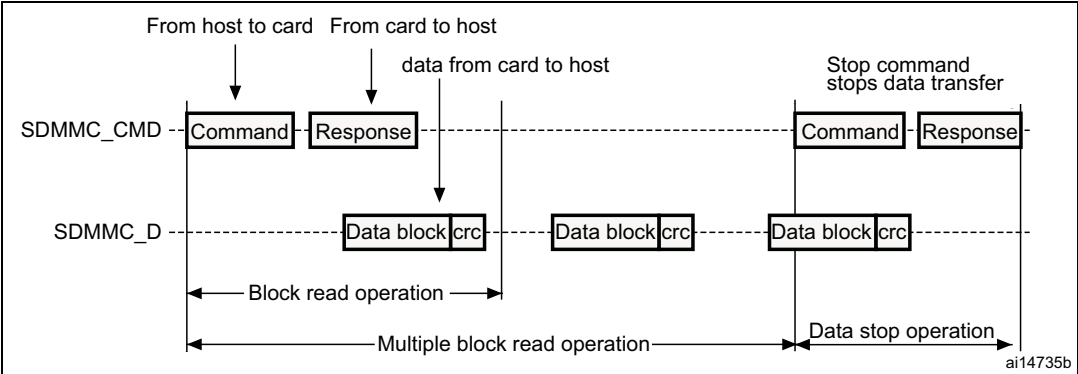 From host to card From card to host
data from card to host
Stop command
stops data transfer
SDMMC_CMD Command Response Command Response
SDMMC_D Data block crc Data block crc Data block crc
Block read operation
Multiple block read operation
Data stop operation
ai14735b